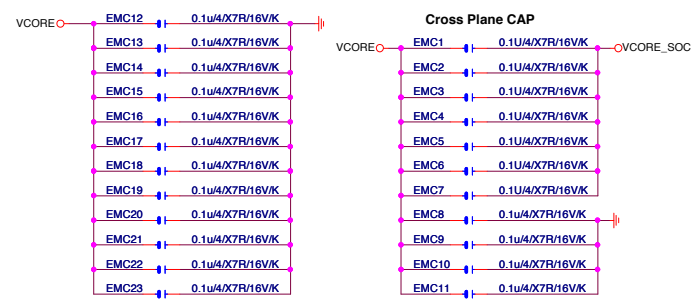 VCORE
EMC12 0.1u/4/X7R/16V/K
EMC13 0.1u/4/X7R/16V/K
EMC14 0.1u/4/X7R/16V/K
EMC15 0.1u/4/X7R/16V/K
EMC16 0.1u/4/X7R/16V/K
EMC17 0.1u/4/X7R/16V/K
EMC18 0.1u/4/X7R/16V/K
EMC19 0.1u/4/X7R/16V/K
EMC20 0.1u/4/X7R/16V/K
EMC21 0.1u/4/X7R/16V/K
EMC22 0.1u/4/X7R/16V/K
EMC23 0.1u/4/X7R/16V/K
Cross Plane CAP
VCORE
EMC1 0.1U/4/X7R/16V/K VCORE_SOC
EMC2 0.1U/4/X7R/16V/K
EMC3 0.1U/4/X7R/16V/K
EMC4 0.1U/4/X7R/16V/K
EMC5 0.1U/4/X7R/16V/K
EMC6 0.1U/4/X7R/16V/K
EMC7 0.1U/4/X7R/16V/K
EMC8 0.1u/4/X7R/16V/K
EMC9 0.1u/4/X7R/16V/K
EMC10 0.1u/4/X7R/16V/K
EMC11 0.1u/4/X7R/16V/K